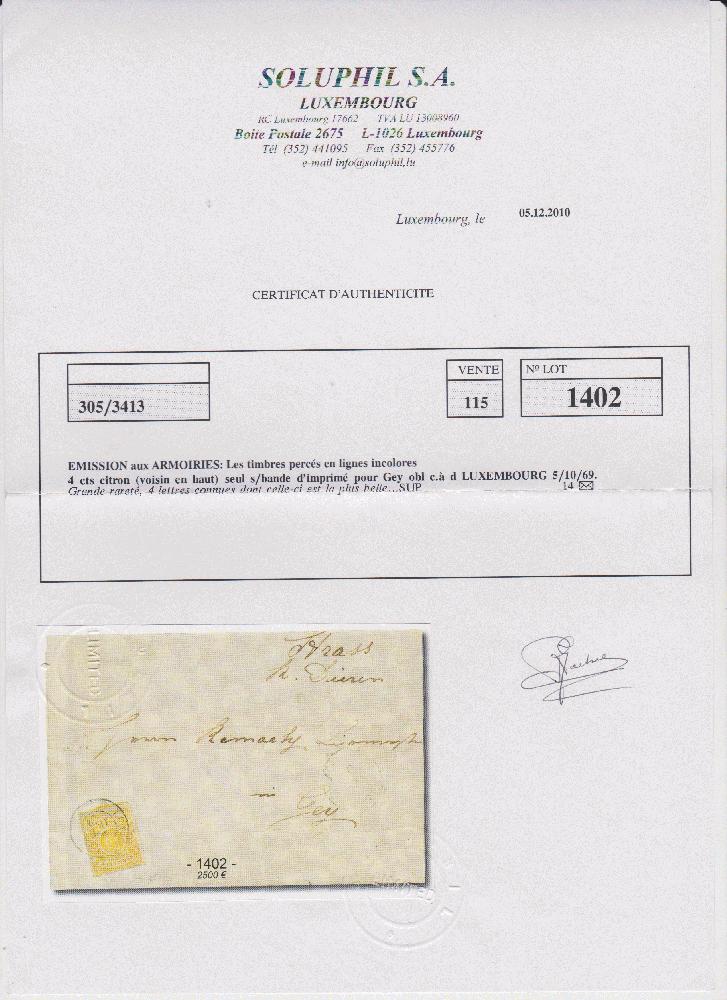 SOLUPHIL S.A.
LUXEMBOURG
RC Luxembourg 17662 TVA LU 13008960
Boite Postale 2675 L-1026 Luxembourg
Tél (352) 441095 Fax (352) 455776
e-mail info@soluphil.lu
Luxembourg, le 05.12.2010
CERTIFICAT D'AUTHENTICITE
VENTE Nº LOT
305/3413 115 1402
EMISSION aux ARMOIRIES: Les timbres percés en lignes incolores
4 cts citron (voisin en haut) seul s/bande d'imprimé pour Gey obl c.à d LUXEMBOURG 5/10/69.
Grande rareté, 4 lettres connues dont celle-ci est la plus belle...SUP 14
LIMITED
in
Gey
- 1402 -
2500 €